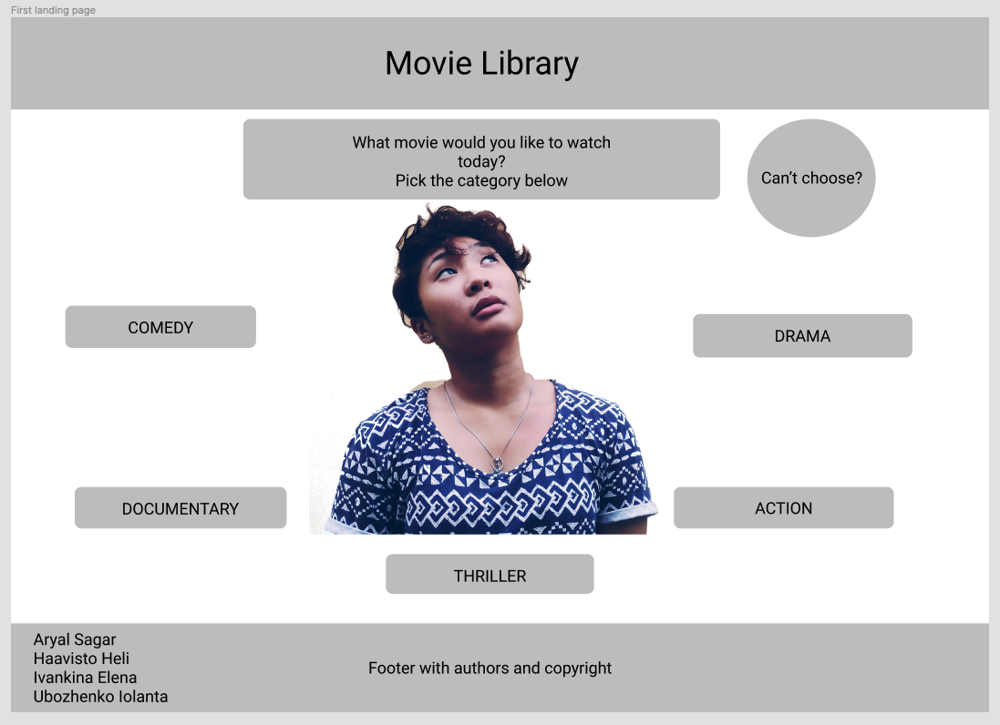 First landing page
Movie Library
What movie would you like to watch
today?
Pick the category below
Can’t choose?
COMEDY
DRAMA
DOCUMENTARY
ACTION
THRILLER
Aryal Sagar
Haavisto Heli
Ivankina Elena
Ubozhenko Iolanta
Footer with authors and copyright